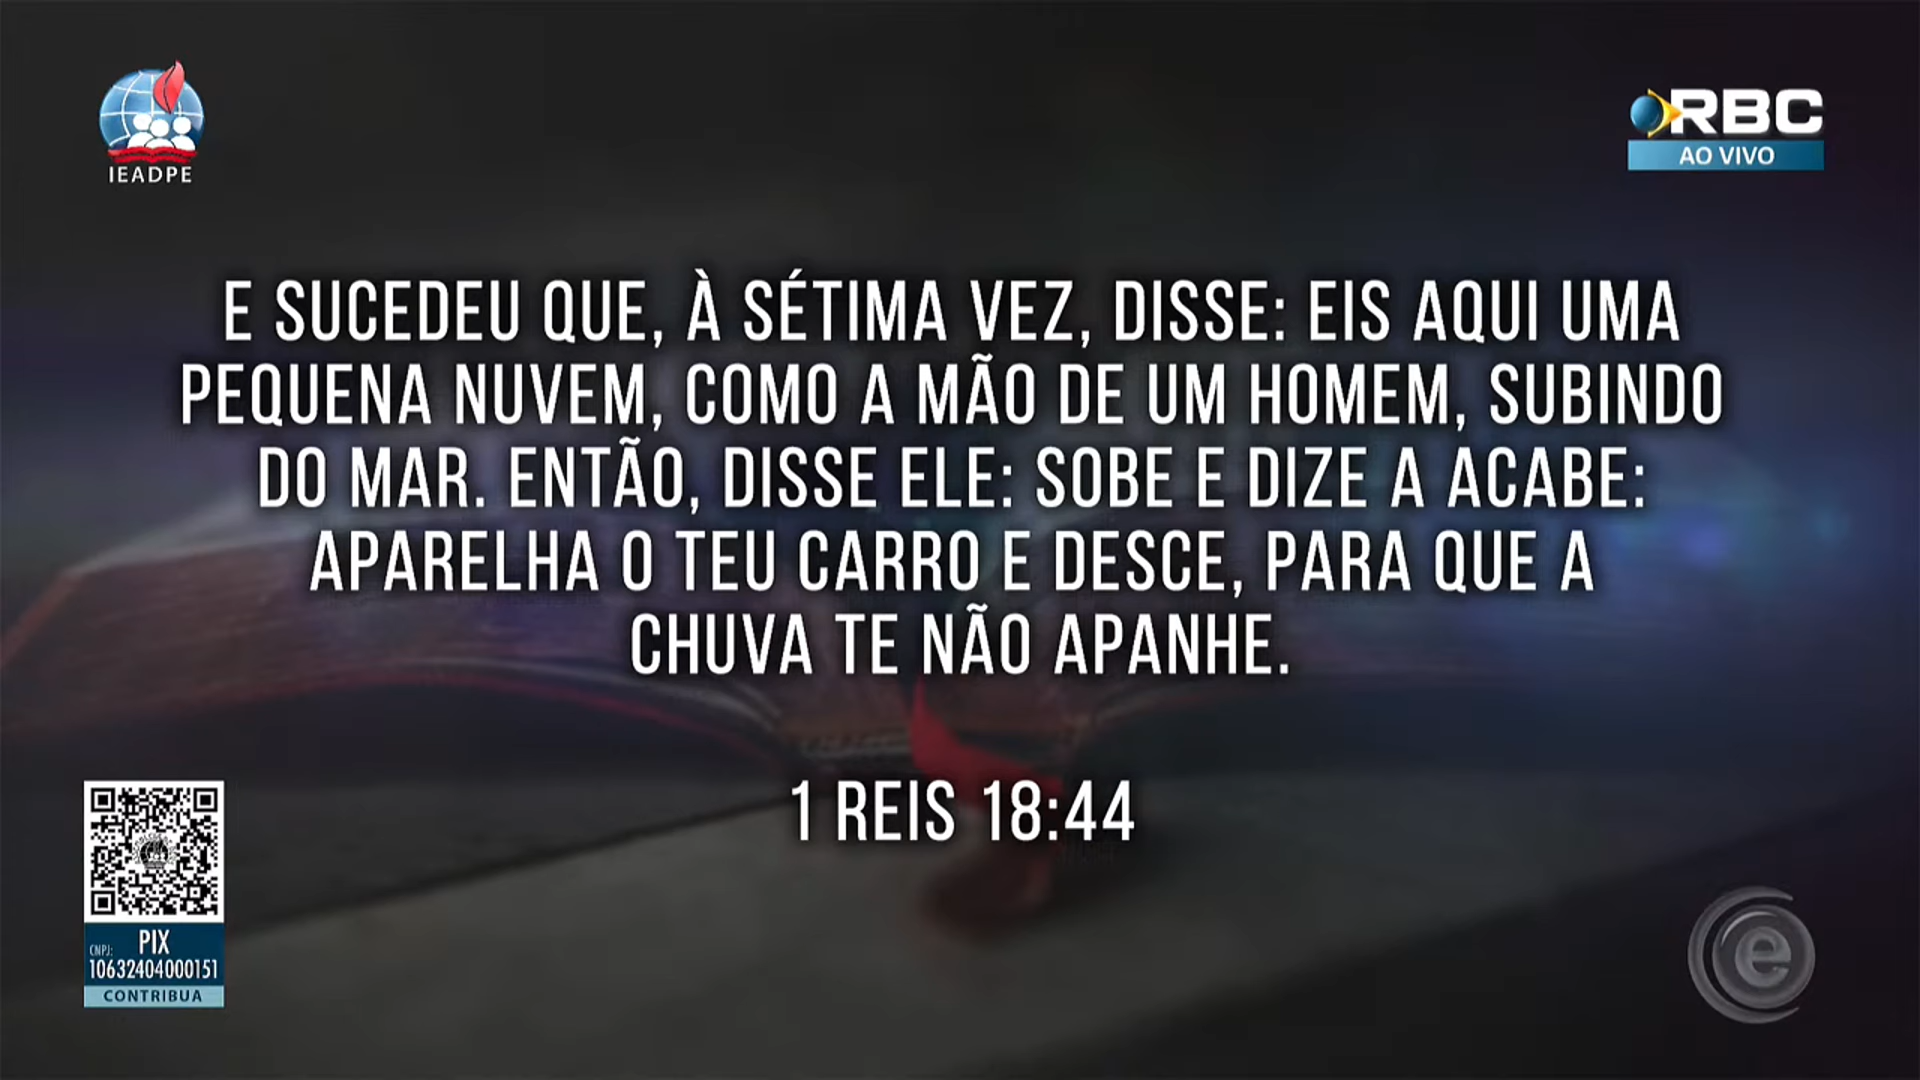 IEADPE
RBC
AO VIVO
E SUCEDEU QUE, À SÉTIMA VEZ, DISSE: EIS AQUI UMA
PEQUENA NUVEM, COMO A MÃO DE UM HOMEM, SUBINDO
DO MAR. ENTÃO, DISSE ELE: SOBE E DIZE A ACABE:
APARELHA O TEU CARRO E DESCE, PARA QUE A
CHUVA TE NÃO APANHE.
1 REIS 18:44
PIX
CNPJ:
10632404000151
CONTRIBUA
e